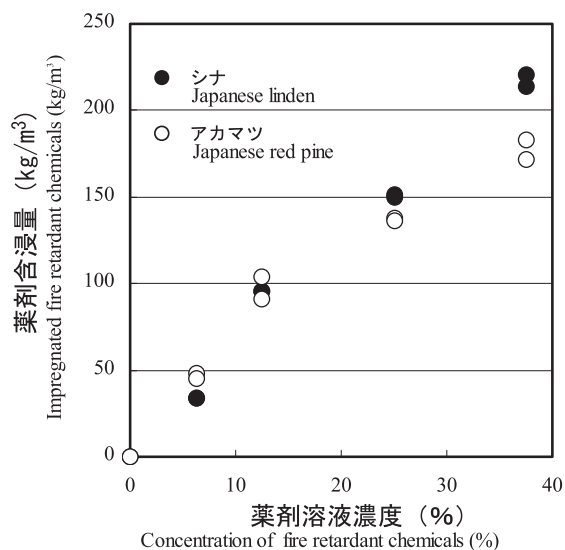 250
200
150
100
50
0
薬剤含浸量 (kg/m³)
Impregnated fire retardant chemicals (kg/m³)
シナ
Japanese linden
アカマツ
Japanese red pine
0 10 20 30 40
薬剤溶液濃度 (%)
Concentration of fire retardant chemicals (%)